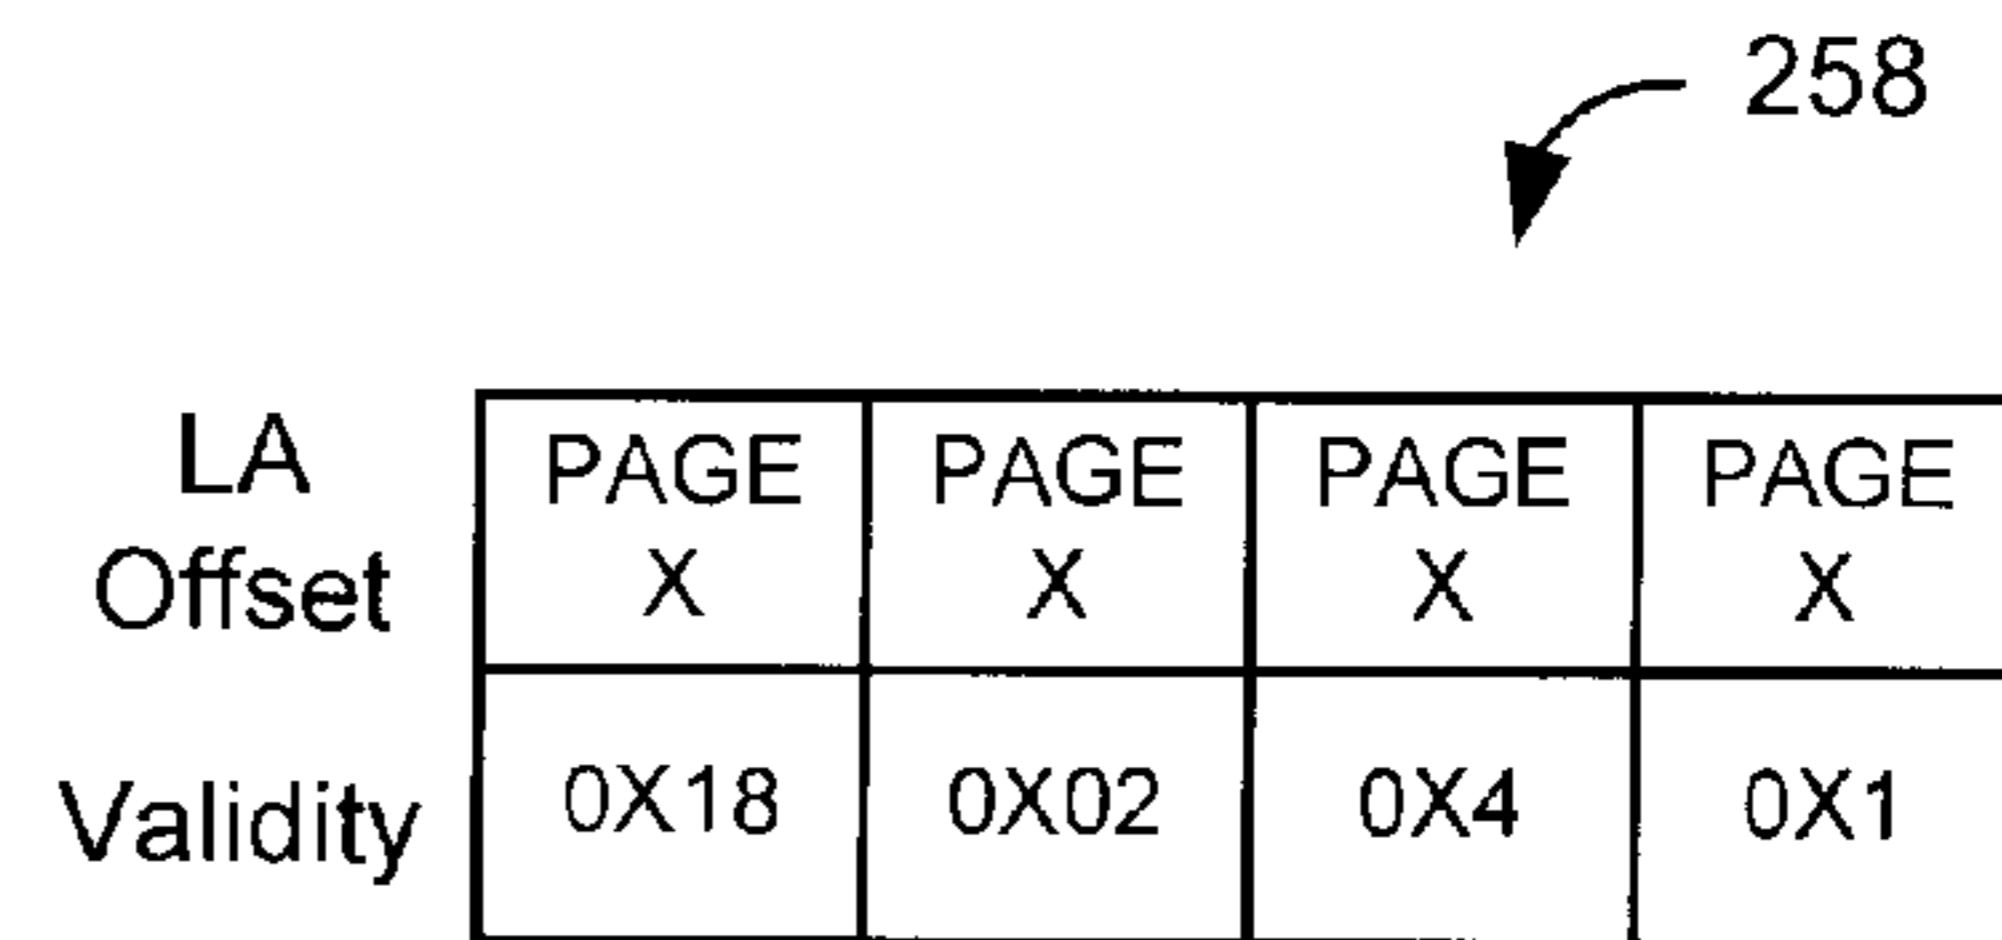 258
LA Offset PAGE X PAGE X PAGE X PAGE X
Validity 0X18 0X02 0X4 0X1